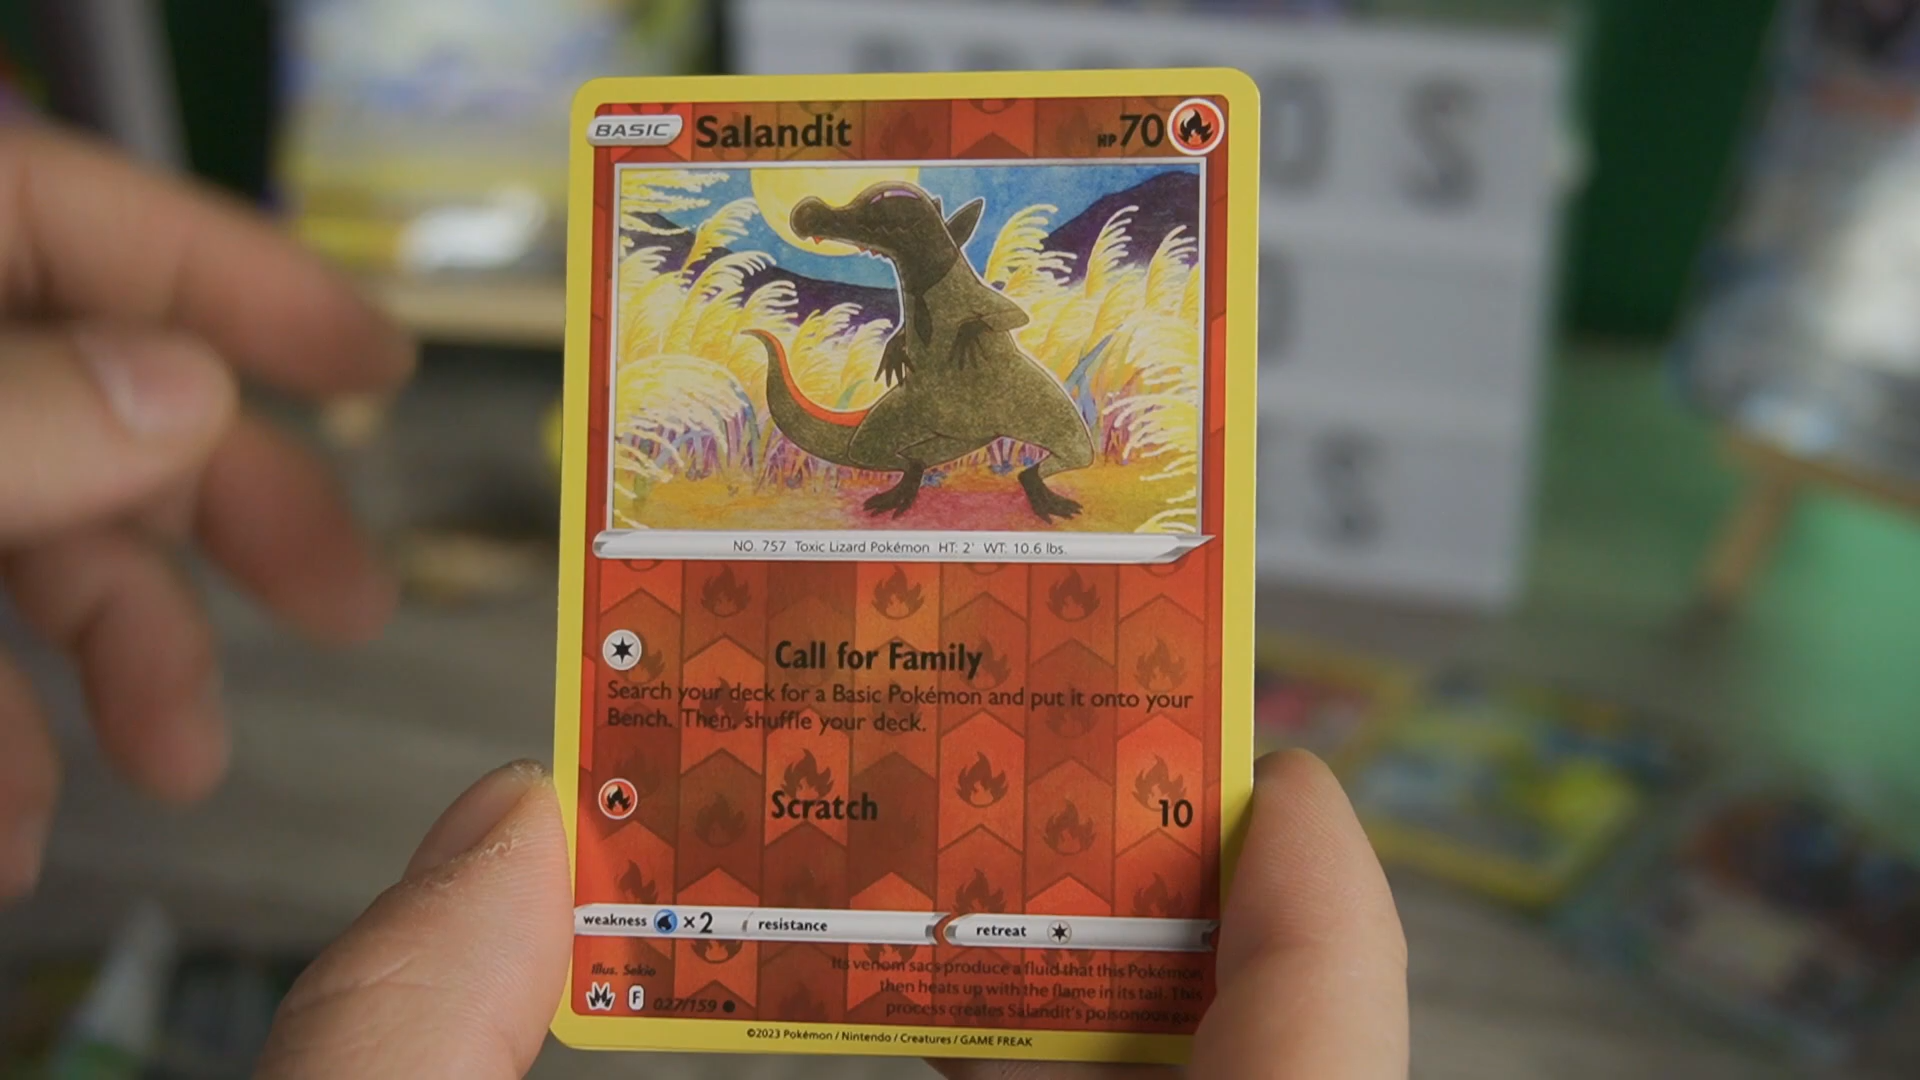 BASIC Salandit HP 70
NO. 757 Toxic Lizard Pokémon HT: 2' WT: 10.6 lbs.
Call for Family
Search your deck for a Basic Pokémon and put it onto your
Bench. Then, shuffle your deck.
Scratch 10
weakness ×2 resistance retreat
Illus. Sekio
Its venom sacs produce a fluid that this Pokémon
then heats up with the flame in its tail. This
process creates Salandit's poisonous gas.
F 027/159
©2023 Pokémon / Nintendo / Creatures / GAME FREAK